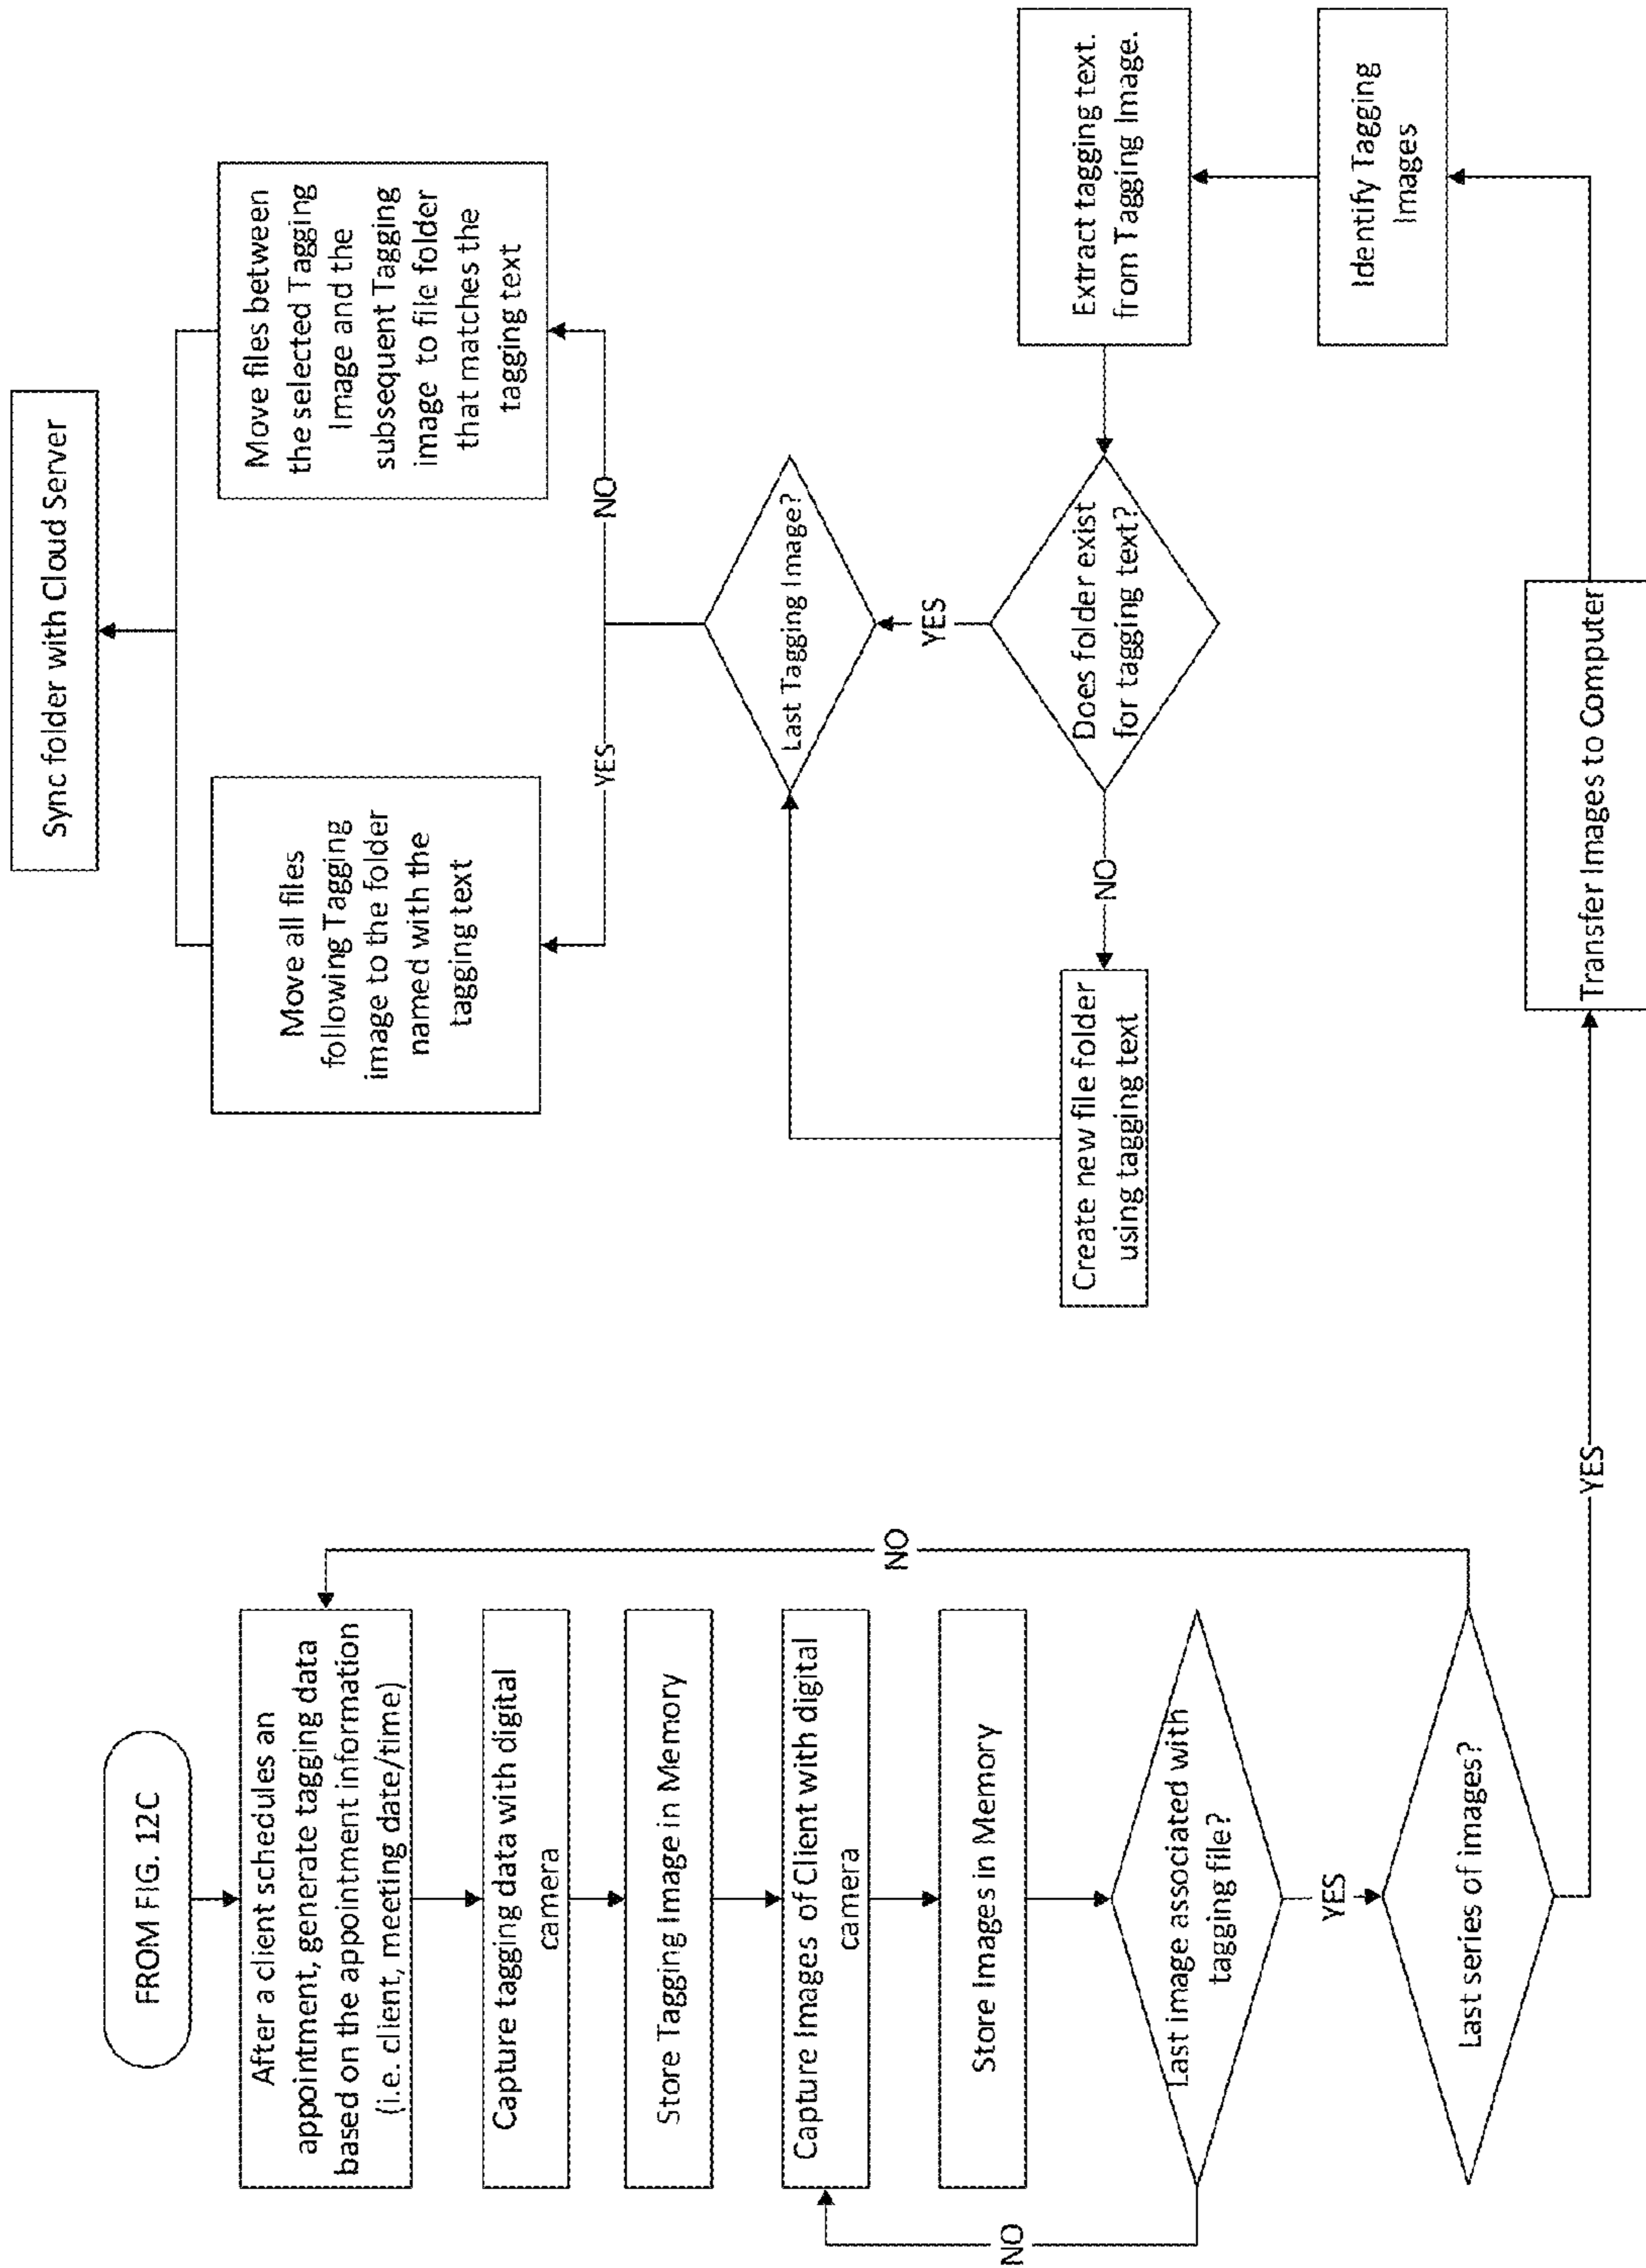 FROM FIG. 12C
After a client schedules an
appointment, generate tagging data
based on the appointment information
(i.e. client, meeting date/time)
Capture tagging data with digital
camera
Store Tagging Image in Memory
Capture Images of Client with digital
camera
Store Images in Memory
Last image associated with
tagging file?
NO
YES
Last series of images?
NO
YES
Transfer Images to Computer
Identify Tagging
Images
Extract tagging text.
from Tagging Image.
Does folder exist
for tagging text?
NO
YES
Create new file folder
using tagging text
Last Tagging Image?
YES
NO
Move all files
following Tagging
image to the folder
named with the
tagging text
Move files between
the selected Tagging
Image and the
subsequent Tagging
image to file folder
that matches the
tagging text
Sync folder with Cloud Server